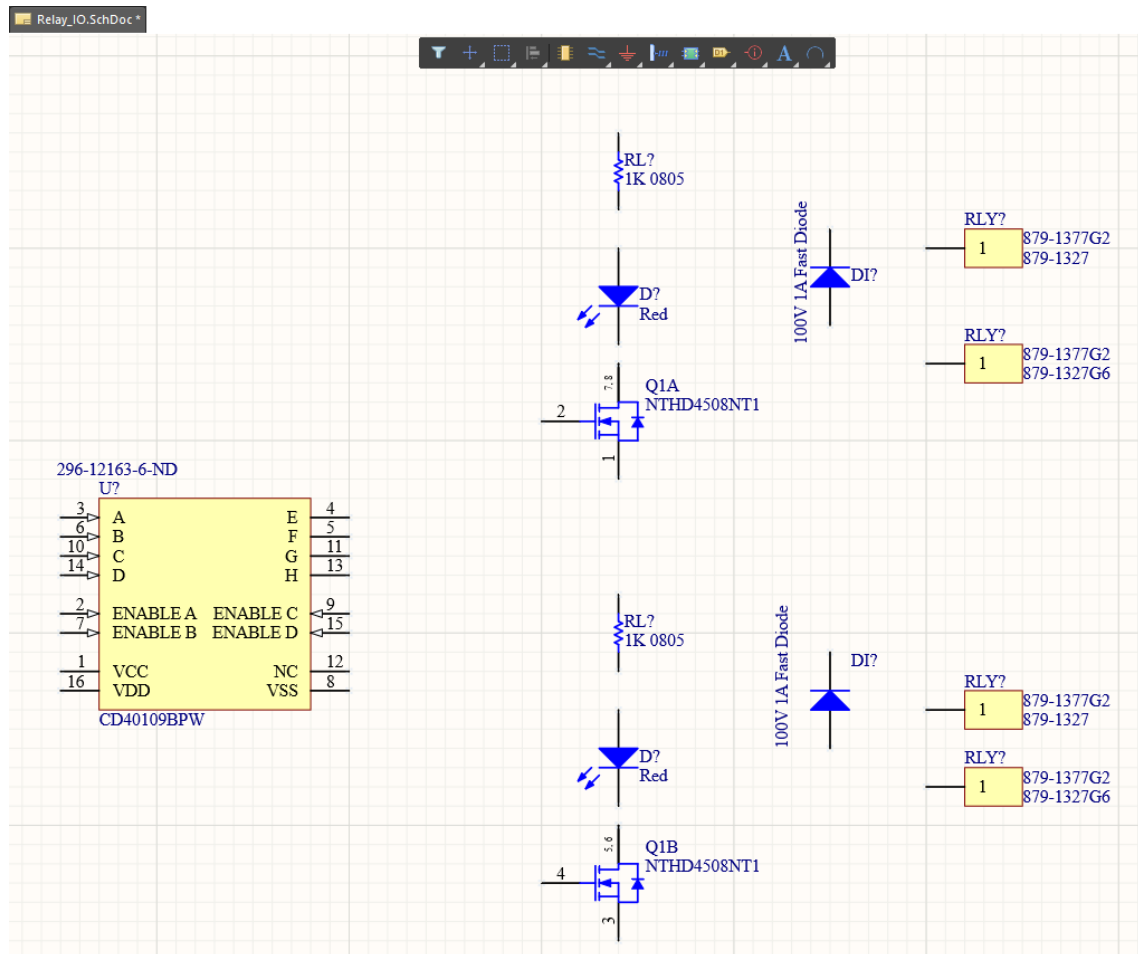 Relay_IO.SchDoc *
D1
A
RL?
1K 0805
100V 1A Fast Diode
DI?
RLY?
1
879-1377G2
879-1327
D?
Red
RLY?
1
879-1377G2
879-1327G6
7, 8
Q1A
NTHD4508NT1
2
1
296-12163-6-ND
U?
3 A E 4
6 B F 5
10 C G 11
14 D H 13
2 ENABLE A ENABLE C 9
7 ENABLE B ENABLE D 15
1 VCC NC 12
16 VDD VSS 8
CD40109BPW
RL?
1K 0805
100V 1A Fast Diode
DI?
RLY?
1
879-1377G2
879-1327
D?
Red
RLY?
1
879-1377G2
879-1327G6
5, 6
Q1B
NTHD4508NT1
4
3